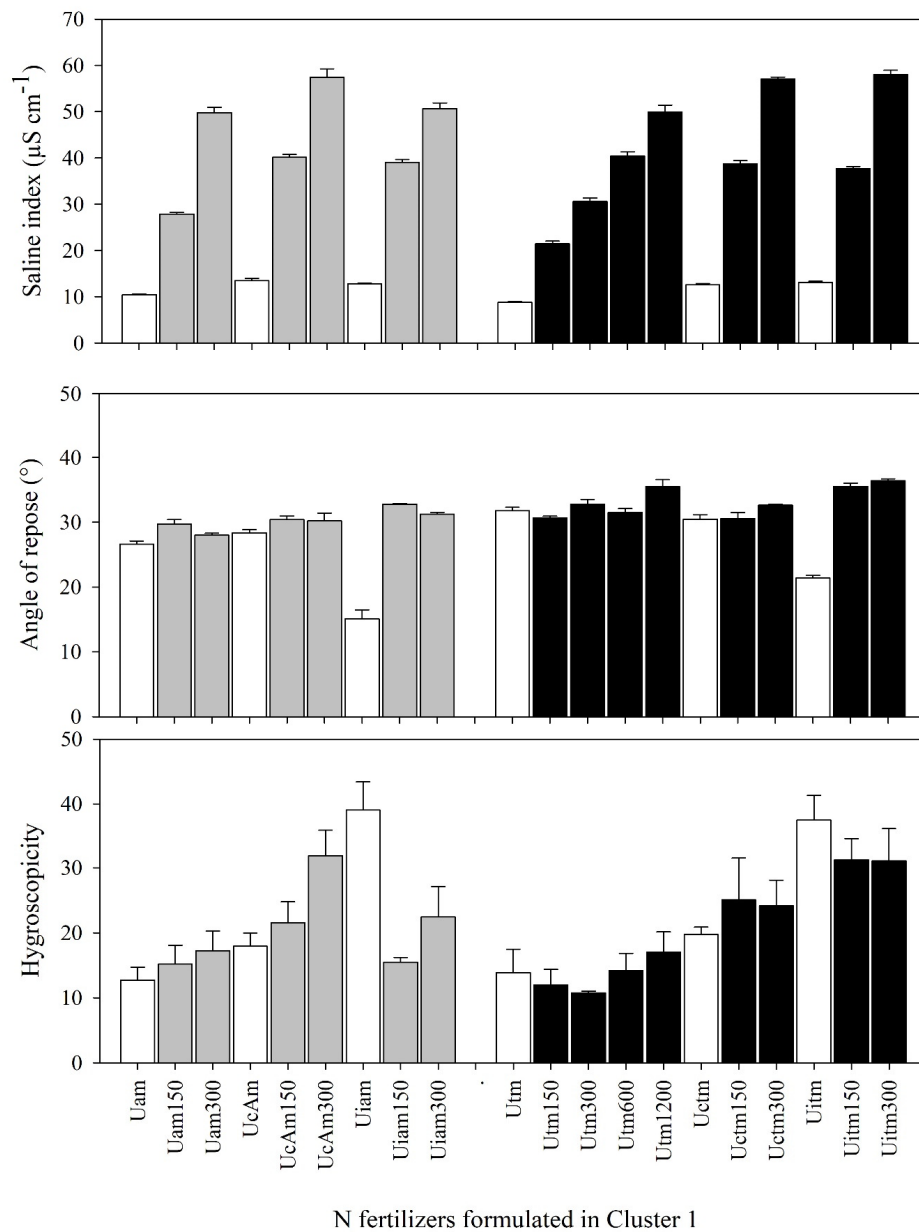 70
60
50
40
30
20
10
0
Saline index (µS cm⁻¹)
50
40
30
20
10
0
Angle of repose (°)
50
40
30
20
10
0
Hygroscopicity
Uam
Uam150
Uam300
UcAm
UcAm150
UcAm300
Uiam
Uiam150
Uiam300
.
Utm
Utm150
Utm300
Utm600
Utm1200
Uctm
Uctm150
Uctm300
Uitm
Uitm150
Uitm300
N fertilizers formulated in Cluster 1